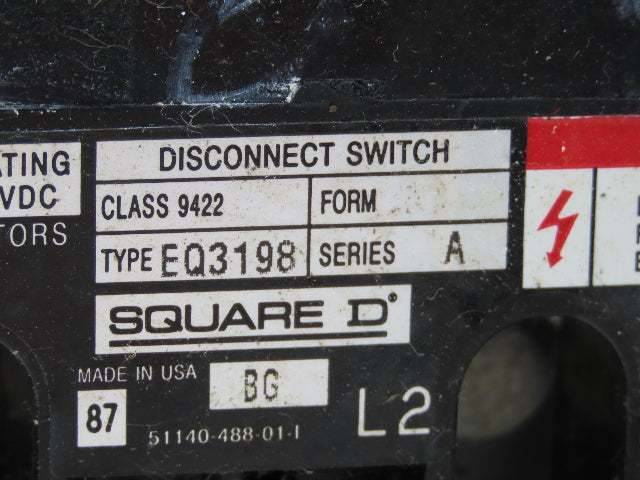 DISCONNECT SWITCH
ATING
VDC
TORS
CLASS 9422 FORM
TYPE EQ3198 SERIES A
SQUARE D
MADE IN USA BG
87
51140-488-01-1
L2